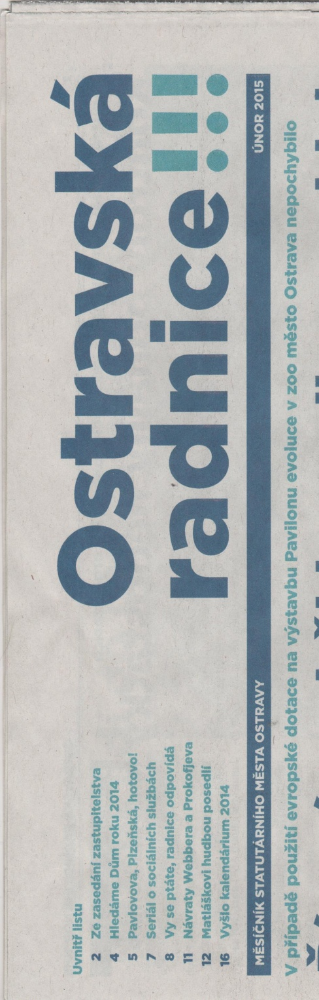 Uvnitř listu
2 Ze zasedání zastupitelstva
4 Hledáme Dům roku 2014
5 Pavlovova, Plzeňská, hotovo!
7 Seriál o sociálních službách
8 Vy se ptáte, radnice odpovídá
11 Návraty Webbera a Prokofjeva
12 Matláškovi hudbou posedlí
16 Vyšlo kalendárium 2014
Ostravská
radnice!!!
MĚSÍČNÍK STATUTÁRNÍHO MĚSTA OSTRAVY ÚNOR 2015
V případě použití evropské dotace na výstavbu Pavilonu evoluce v zoo město Ostrava nepochybilo